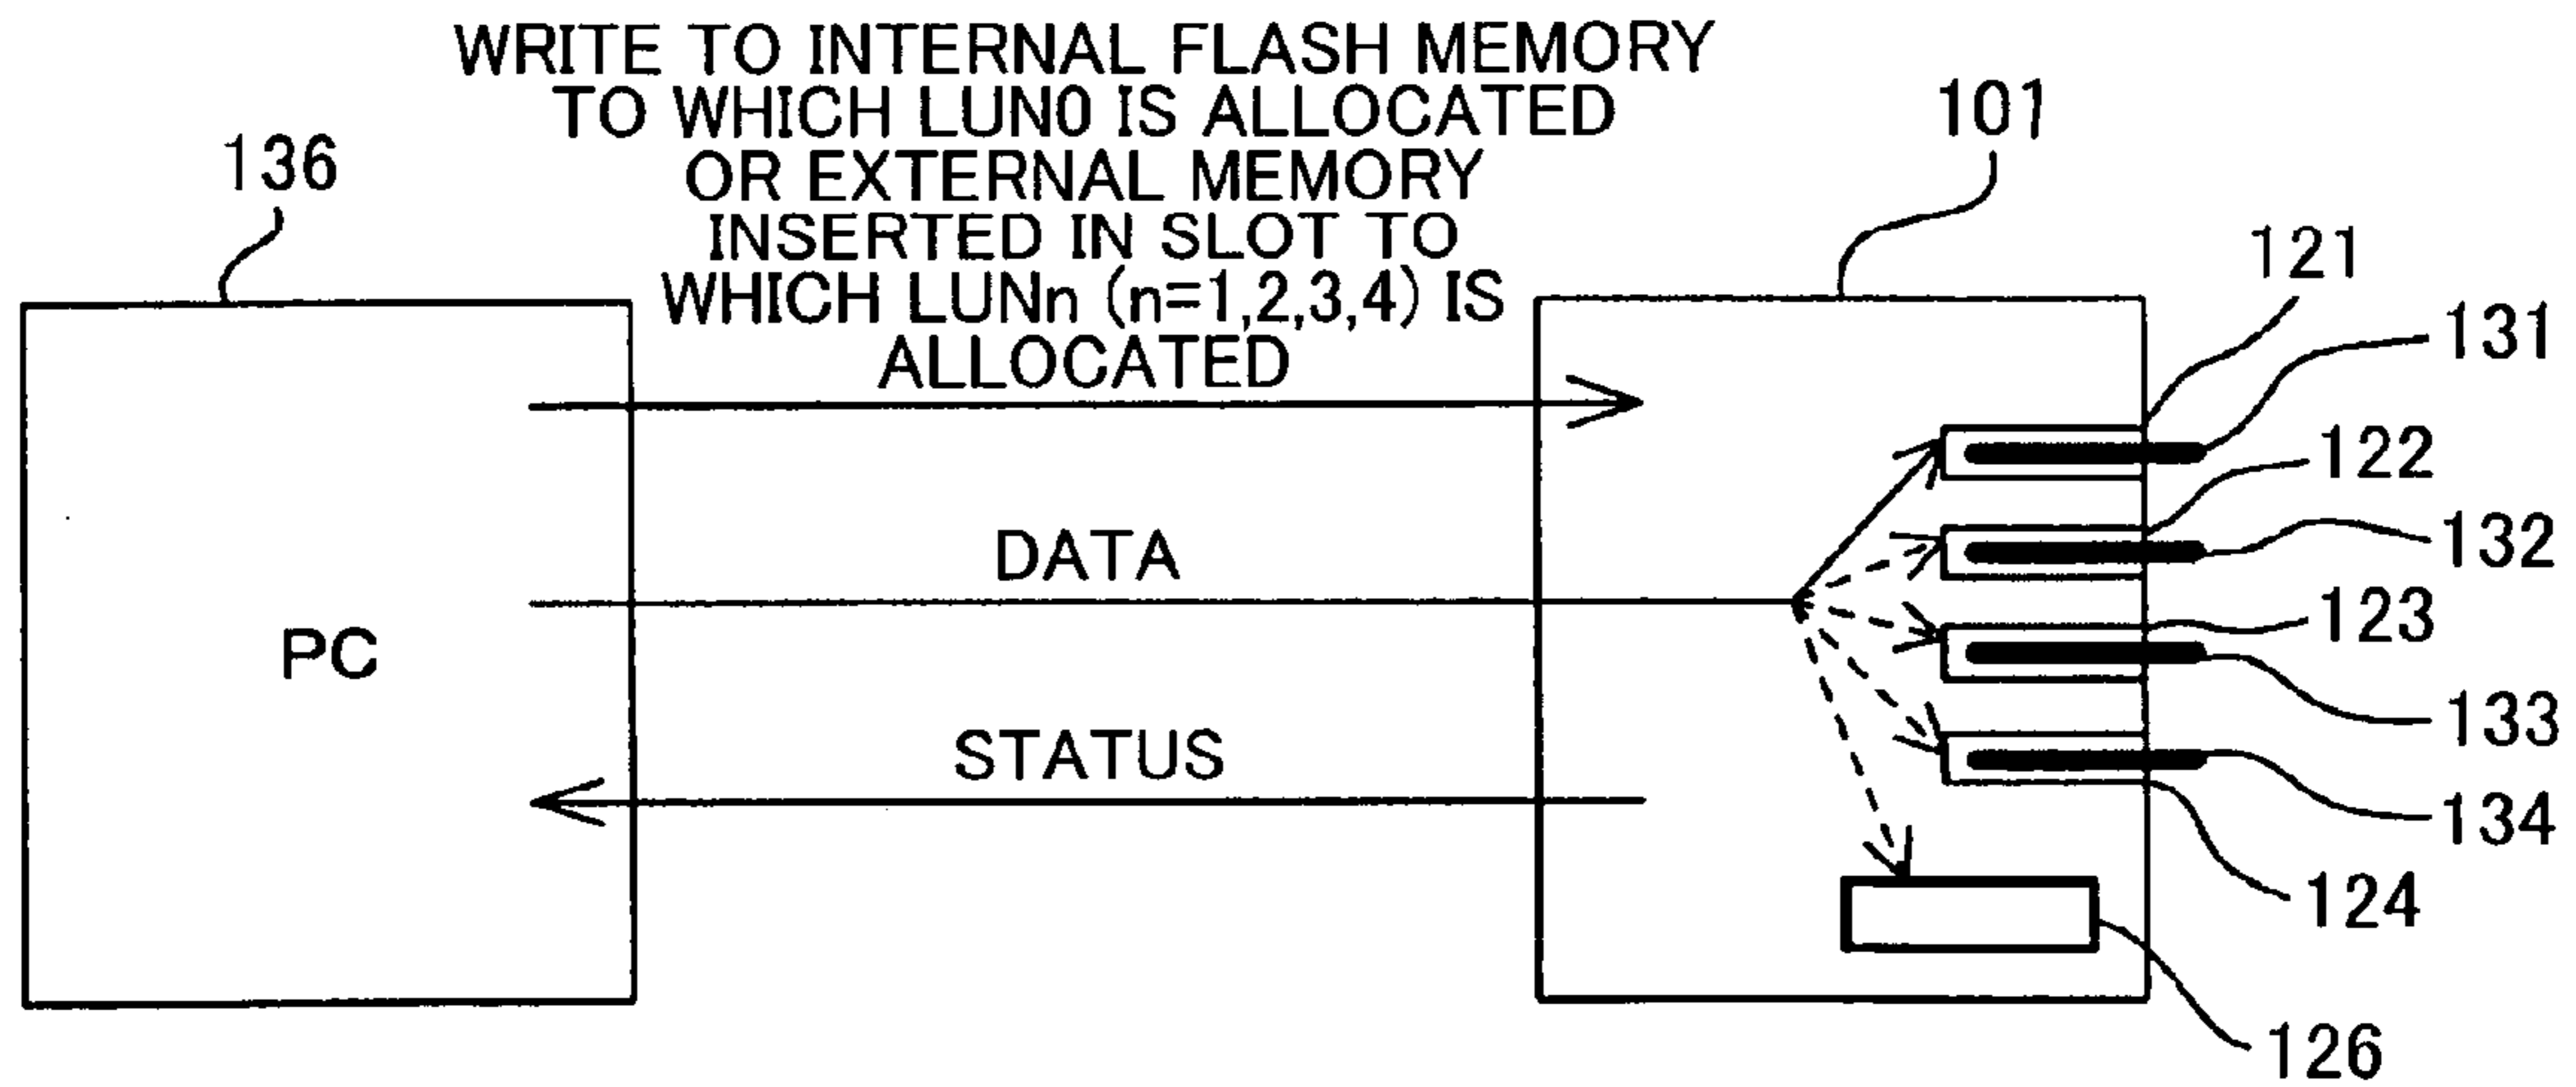 WRITE TO INTERNAL FLASH MEMORY
TO WHICH LUN0 IS ALLOCATED
OR EXTERNAL MEMORY
INSERTED IN SLOT TO
WHICH LUNn (n=1,2,3,4) IS
ALLOCATED
136
101
121
131
122
DATA
132
123
PC
133
STATUS
134
124
126